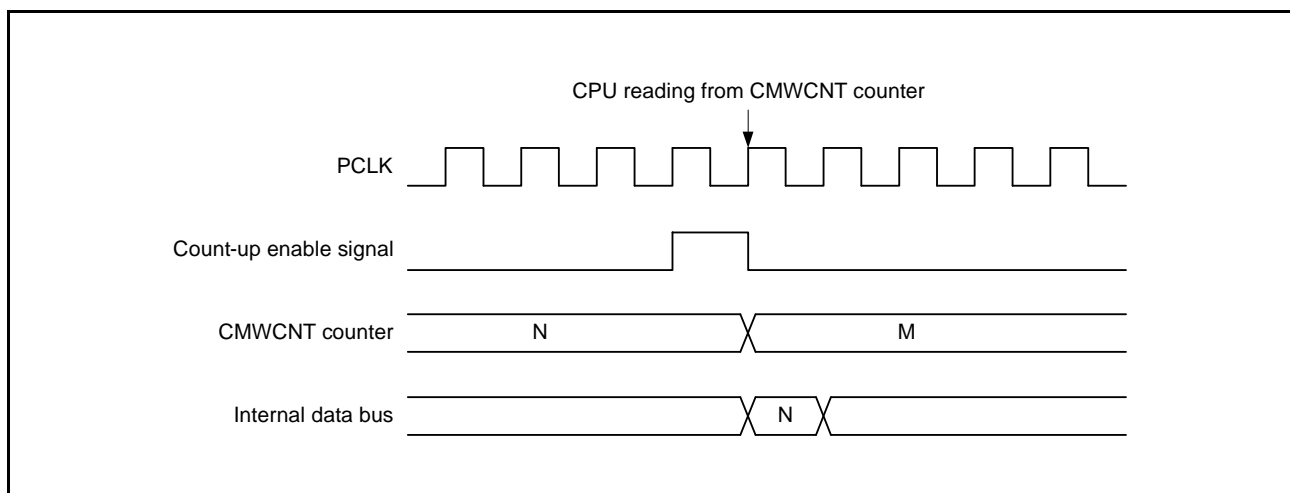 CPU reading from CMWCNT counter
PCLK
Count-up enable signal
CMWCNT counter
N
M
Internal data bus
N